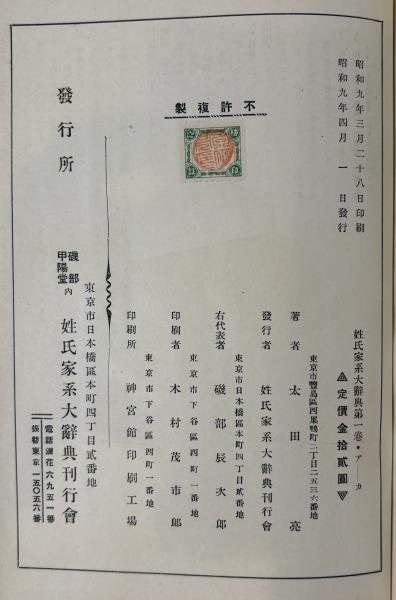 昭和九年三月二十八日印刷
昭和九年四月一日發行
不許複製
姓氏家系大辭典第一卷・ア―カ
定價金拾貳圓
東京市豐島區西巢鴨町二丁目二五三六番地
著者 太田亮
發行者 姓氏家系大辭典刊行會
東京市日本橋區本町四丁目貳番地
右代表者 磯部辰次郎
東京市下谷區西町一番地
印刷者 木村茂市郎
東京市下谷區西町一番地
印刷所 神宮館印刷工場
東京市日本橋區本町四丁目貳番地
發行所 磯部甲陽堂内 姓氏家系大辭典刊行會
電話浪花六九五一番
振替東京一五〇五六番